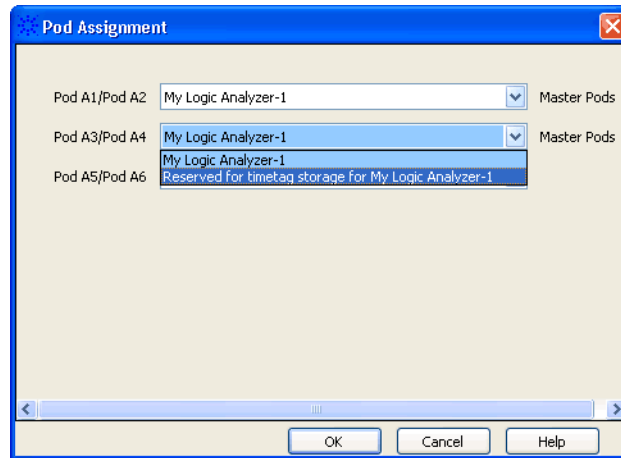 Pod Assignment
Pod A1/Pod A2 My Logic Analyzer-1 Master Pods
Pod A3/Pod A4 My Logic Analyzer-1 Master Pods
My Logic Analyzer-1
Pod A5/Pod A6 Reserved for timetag storage for My Logic Analyzer-1
OK Cancel Help